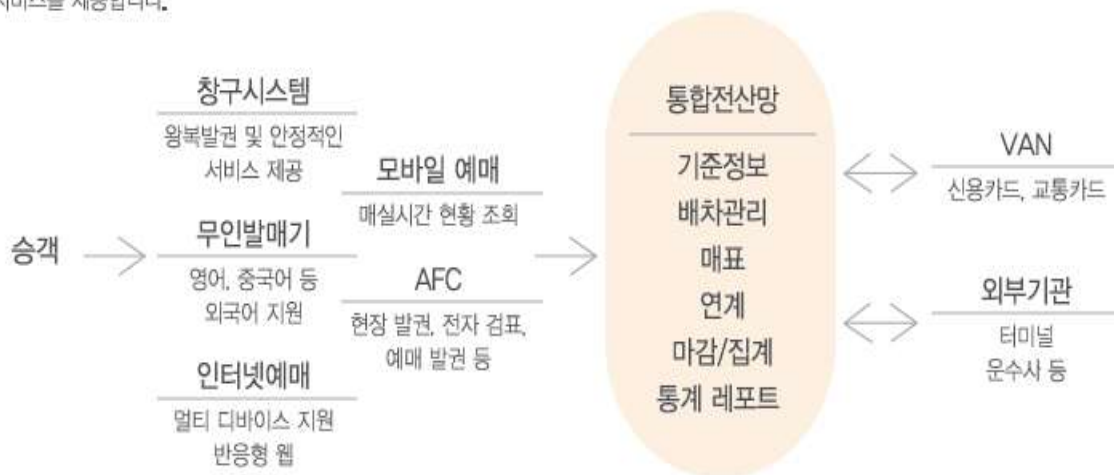 제공합니다.
창구시스템
왕복발권 및 안정적인
서비스 제공
모바일 예매
매실시간 현황 조회
승객
무인발매기
영어, 중국어 등
외국어 지원
AFC
현장 발권, 전자 검표,
예매 발권 등
인터넷예매
멀티 디바이스 지원
반응형 웹
통합전산망
기준정보
배차관리
매표
연계
마감/집계
통계 레포트
VAN
신용카드, 교통카드
외부기관
터미널
운수사 등